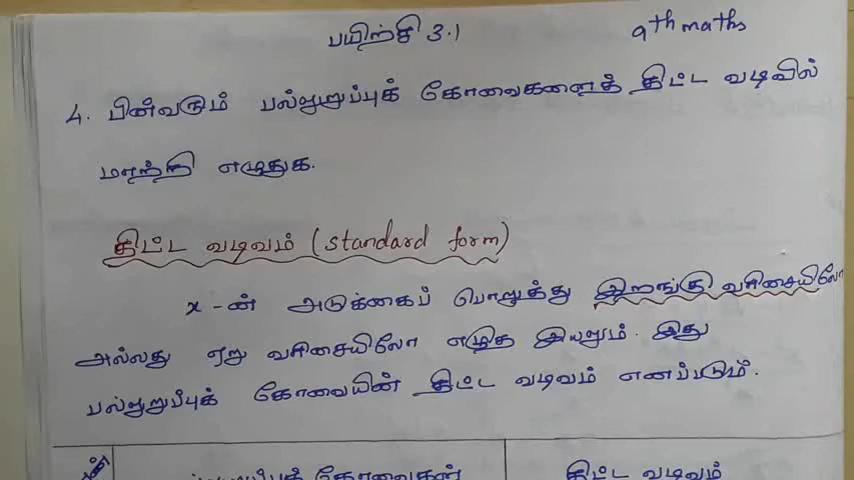 பயிற்சி 3.1
9th maths
4. பின்வரும் பல்லுறுப்புக் கோவைகளைத் திட்ட வடிவில்
மாற்றி எழுதுக.
திட்ட வடிவம் (standard form)
x -ன் அடுக்கைப் பொறுத்து இறங்கு வரிசையிலோ
அல்லது ஏறு வரிசையிலோ எழுத இயலும். இது
பல்லுறுப்புக் கோவையின் திட்ட வடிவம் எனப்படும்.
கோவைகள்
திட்ட வடிவம்